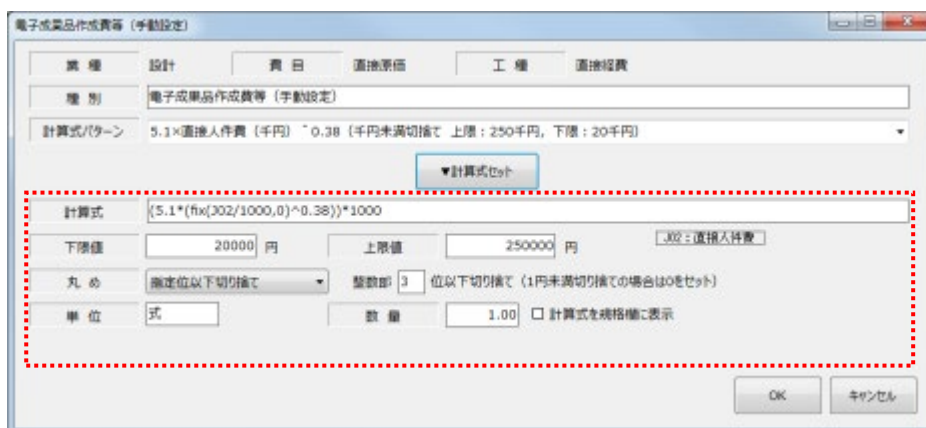 電子成果品作成費等（手動設定）
業 種 設計 費 目 直接原価 工 種 直接経費
種 別 電子成果品作成費等（手動設定）
計算式パターン 5.1×直接人件費（千円）＾0.38（千円未満切捨て 上限：250千円，下限：20千円）
▼計算式セット
計算式 (5.1*(fix(J02/1000,0)^0.38))*1000
下限値 20000 円 上限値 250000 円 J02：直接人件費
丸 め 指定位以下切り捨て 整数部 3 位以下切り捨て（1円未満切り捨ての場合は0をセット）
単 位 式 数 量 1.00 計算式を規格欄に表示
OK キャンセル